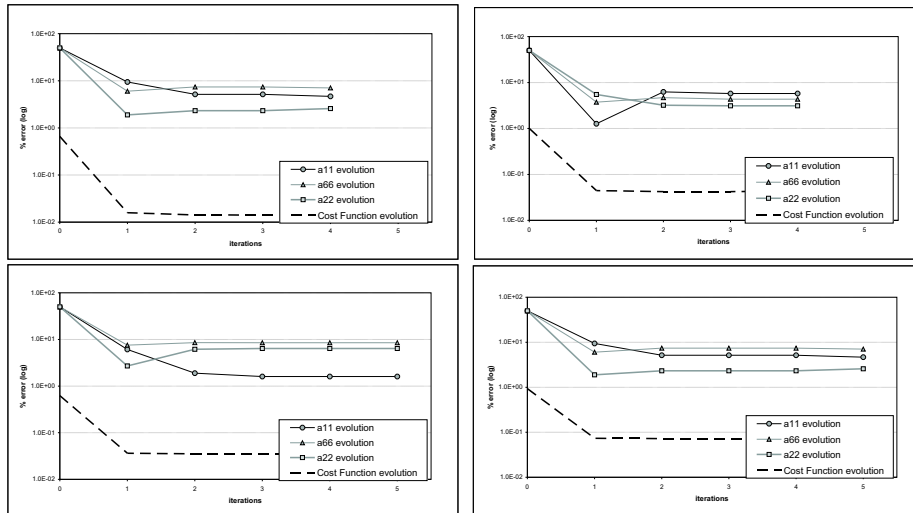 1.0E+02
1.0E+01
1.0E+00
1.0E-01
1.0E-02
% error (log)
a11 evolution
a66 evolution
a22 evolution
Cost Function evolution
0 1 2 3 4 5
iterations
1.0E+02
1.0E+01
1.0E+00
1.0E-01
1.0E-02
% error (log)
a11 evolution
a66 evolution
a22 evolution
Cost Function evolution
0 1 2 3 4 5
iterations
1.0E+02
1.0E+01
1.0E+00
1.0E-01
1.0E-02
% error (log)
a11 evolution
a66 evolution
a22 evolution
Cost Function evolution
0 1 2 3 4 5
iterations
1.0E+02
1.0E+01
1.0E+00
1.0E-01
1.0E-02
% error (log)
a11 evolution
a66 evolution
a22 evolution
Cost Function evolution
0 1 2 3 4 5
iterations